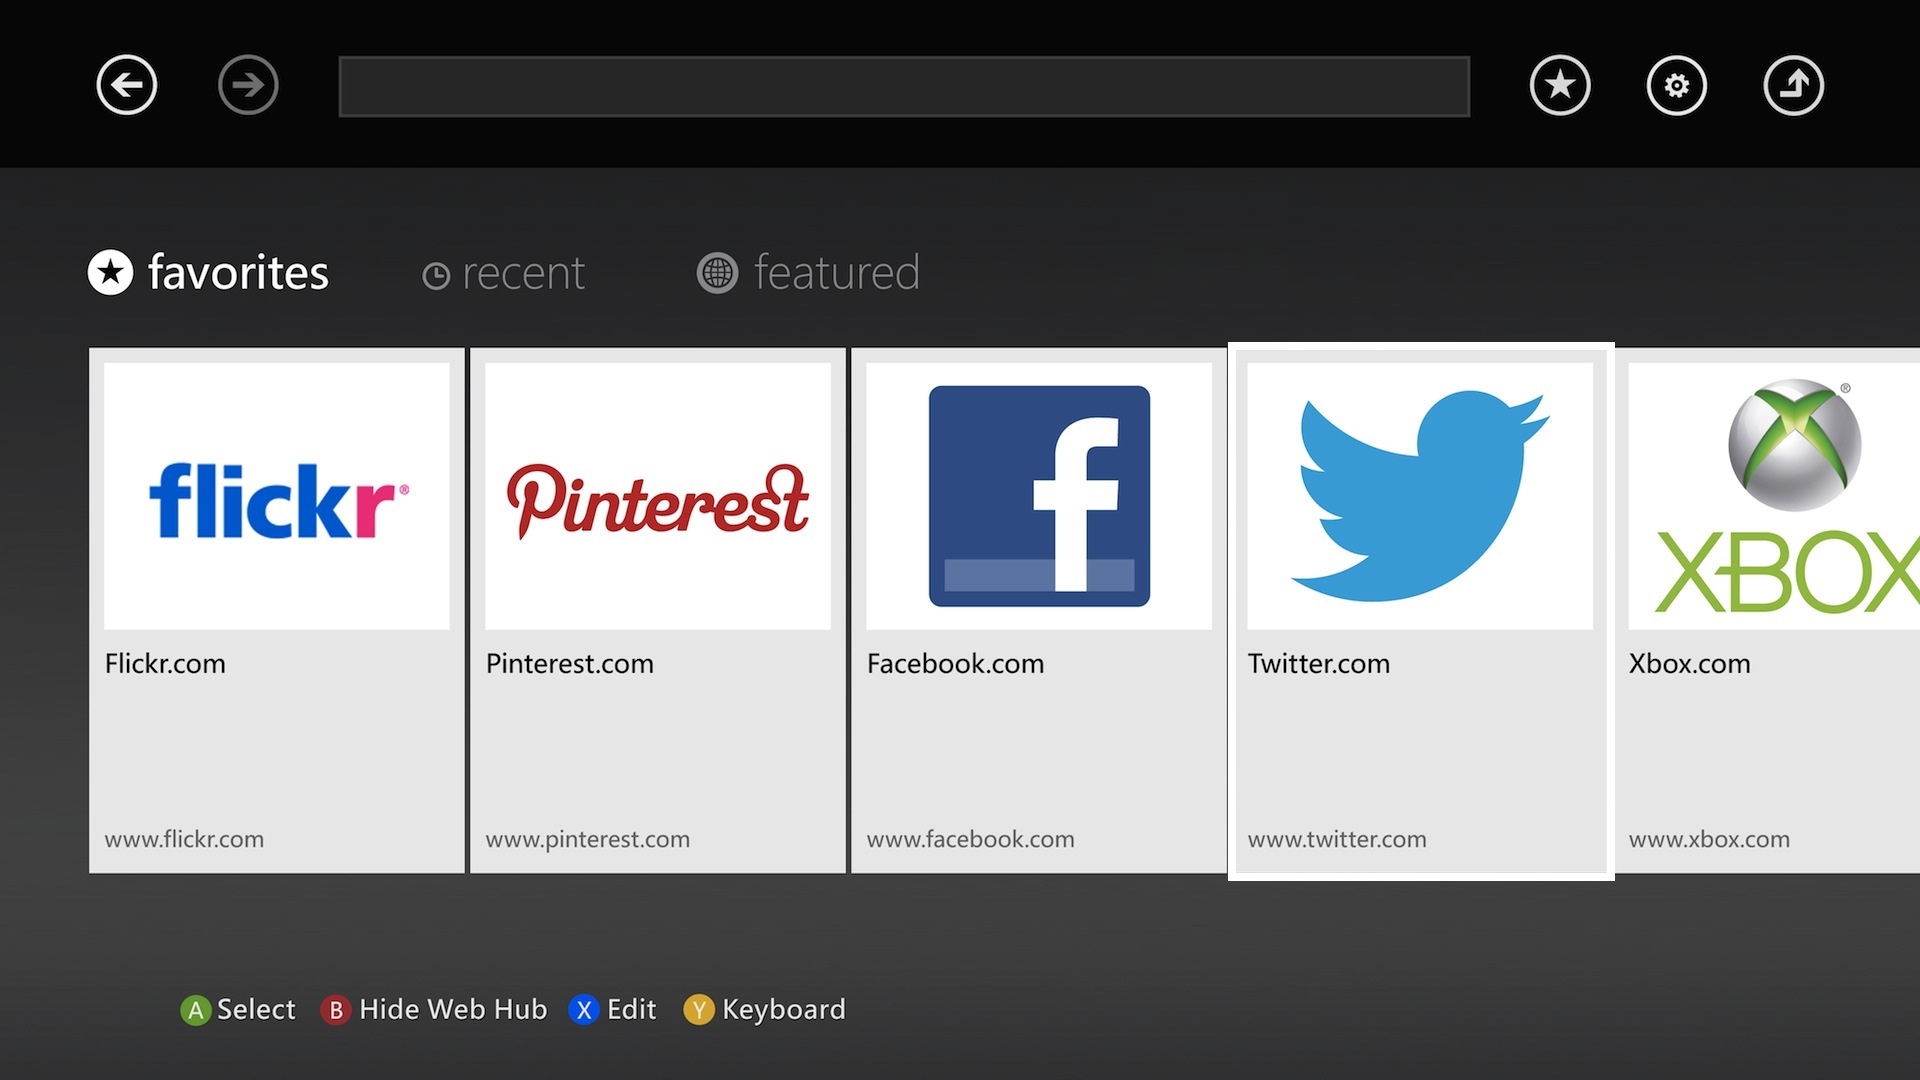 favorites recent featured
flickr® Pinterest f ® XBOX
Flickr.com Pinterest.com Facebook.com Twitter.com Xbox.com
www.flickr.com www.pinterest.com www.facebook.com www.twitter.com www.xbox.com
A Select B Hide Web Hub X Edit Y Keyboard